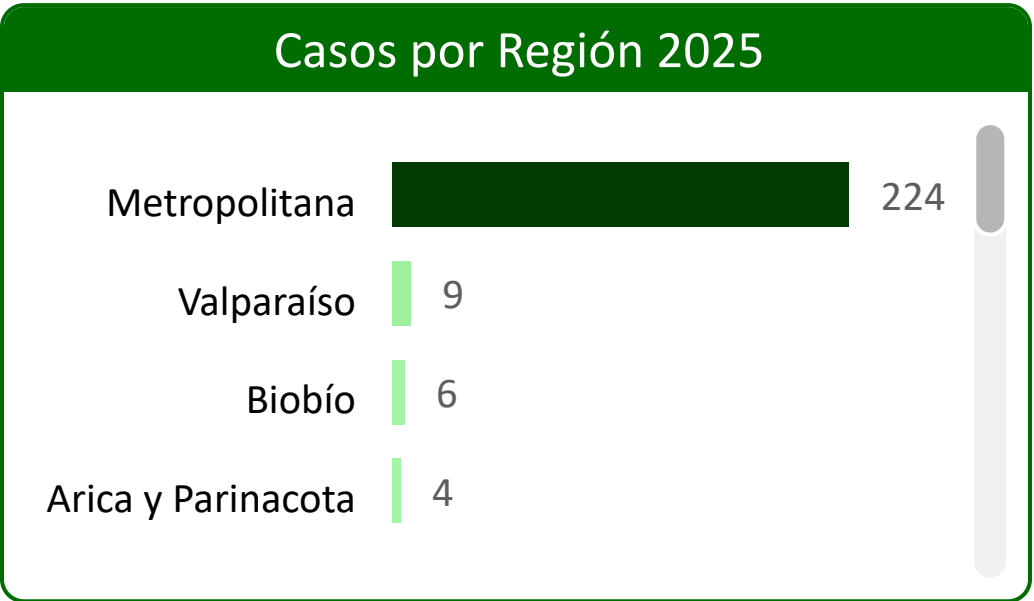 Casos por Región 2025
Metropolitana 224
Valparaíso 9
Biobío 6
Arica y Parinacota 4